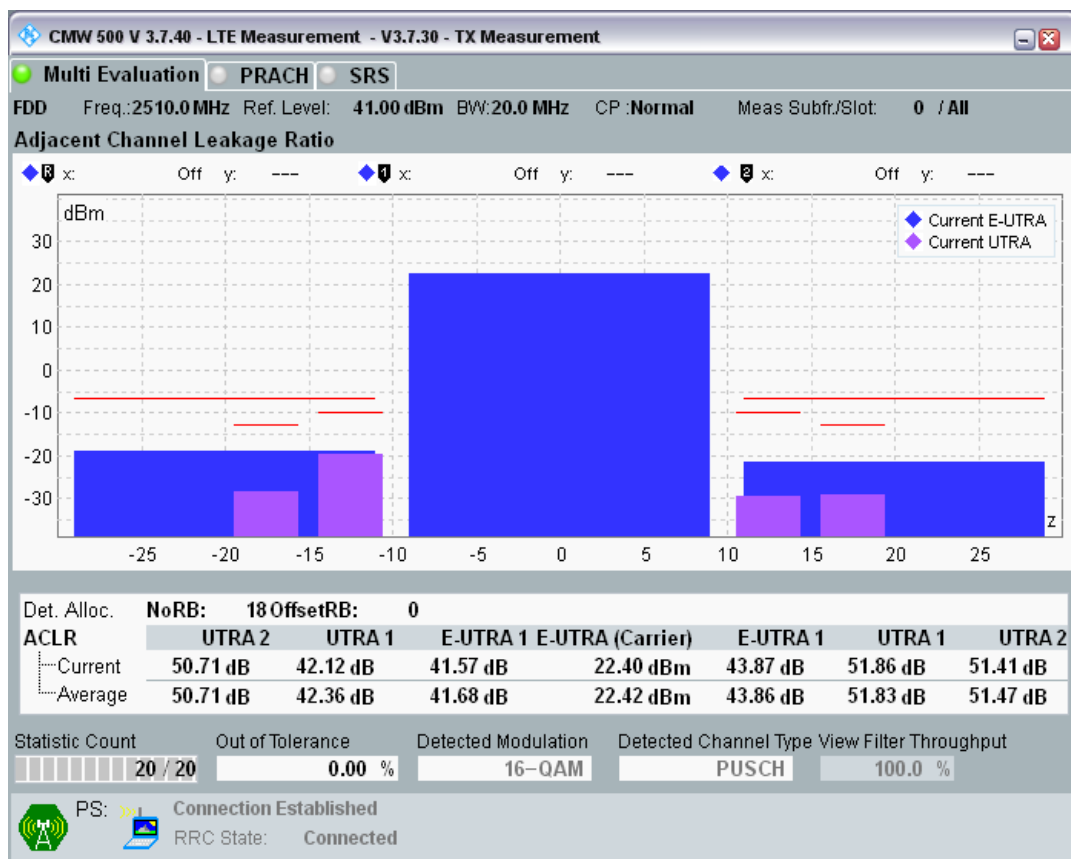 CMW 500 V 3.7.40 - LTE Measurement - V3.7.30 - TX Measurement
Multi Evaluation PRACH SRS
FDD Freq.:2510.0 MHz Ref. Level: 41.00 dBm BW:20.0 MHz CP :Normal Meas Subfr./Slot: 0 / All
Adjacent Channel Leakage Ratio
R x: Off y: --- 1 x: Off y: --- 2 x: Off y: ---
dBm
Current E-UTRA
Current UTRA
30
20
10
0
-10
-20
-30
z
-25 -20 -15 -10 -5 0 5 10 15 20 25
Det. Alloc. NoRB: 18 OffsetRB: 0
ACLR UTRA 2 UTRA 1 E-UTRA 1 E-UTRA (Carrier) E-UTRA 1 UTRA 1 UTRA 2
Current 50.71 dB 42.12 dB 41.57 dB 22.40 dBm 43.87 dB 51.86 dB 51.41 dB
Average 50.71 dB 42.36 dB 41.68 dB 22.42 dBm 43.86 dB 51.83 dB 51.47 dB
Statistic Count Out of Tolerance Detected Modulation Detected Channel Type View Filter Throughput
20 / 20 0.00 % 16-QAM PUSCH 100.0 %
PS: Connection Established
RRC State: Connected